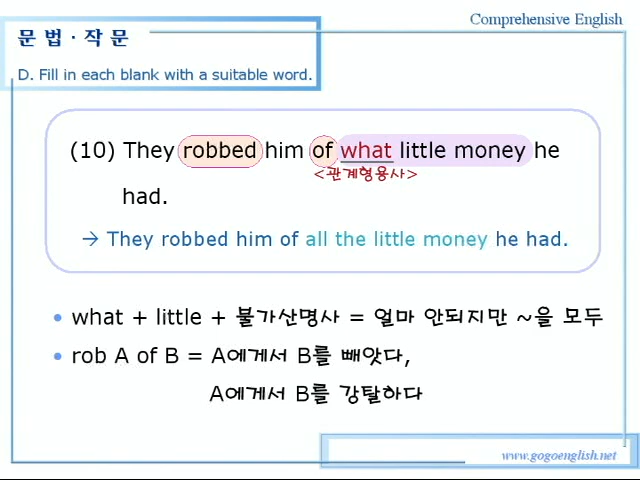 Comprehensive English
문 법 · 작 문
D. Fill in each blank with a suitable word.
(10) They robbed him of what little money he
<관계형용사>
had.
→ They robbed him of all the little money he had.
• what + little + 불가산명사 = 얼마 안되지만 ~을 모두
• rob A of B = A에게서 B를 빼앗다,
A에게서 B를 강탈하다
www.gogoenglish.net